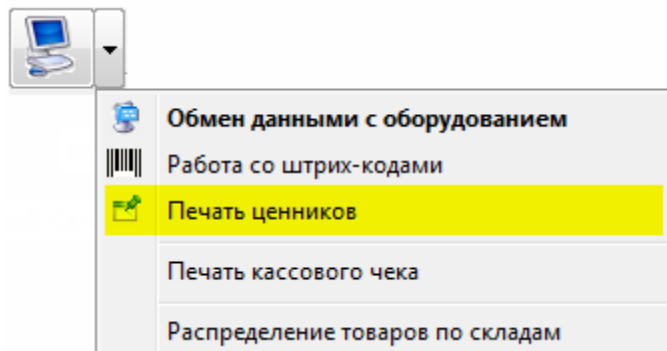 Обмен данными с оборудованием
Работа со штрих-кодами
Печать ценников
Печать кассового чека
Распределение товаров по складам